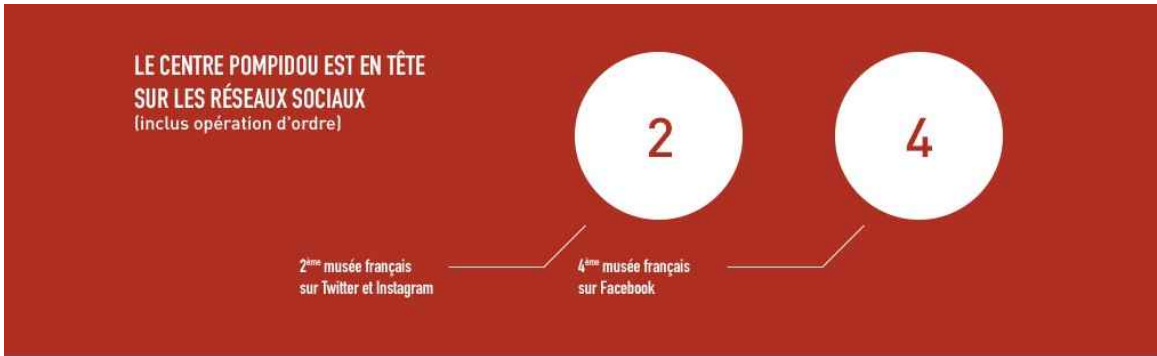 LE CENTRE POMPIDOU EST EN TÊTE
SUR LES RÉSEAUX SOCIAUX
(inclus opération d'ordre)
2
4
2ème musée français
sur Twitter et Instagram
4ème musée français
sur Facebook